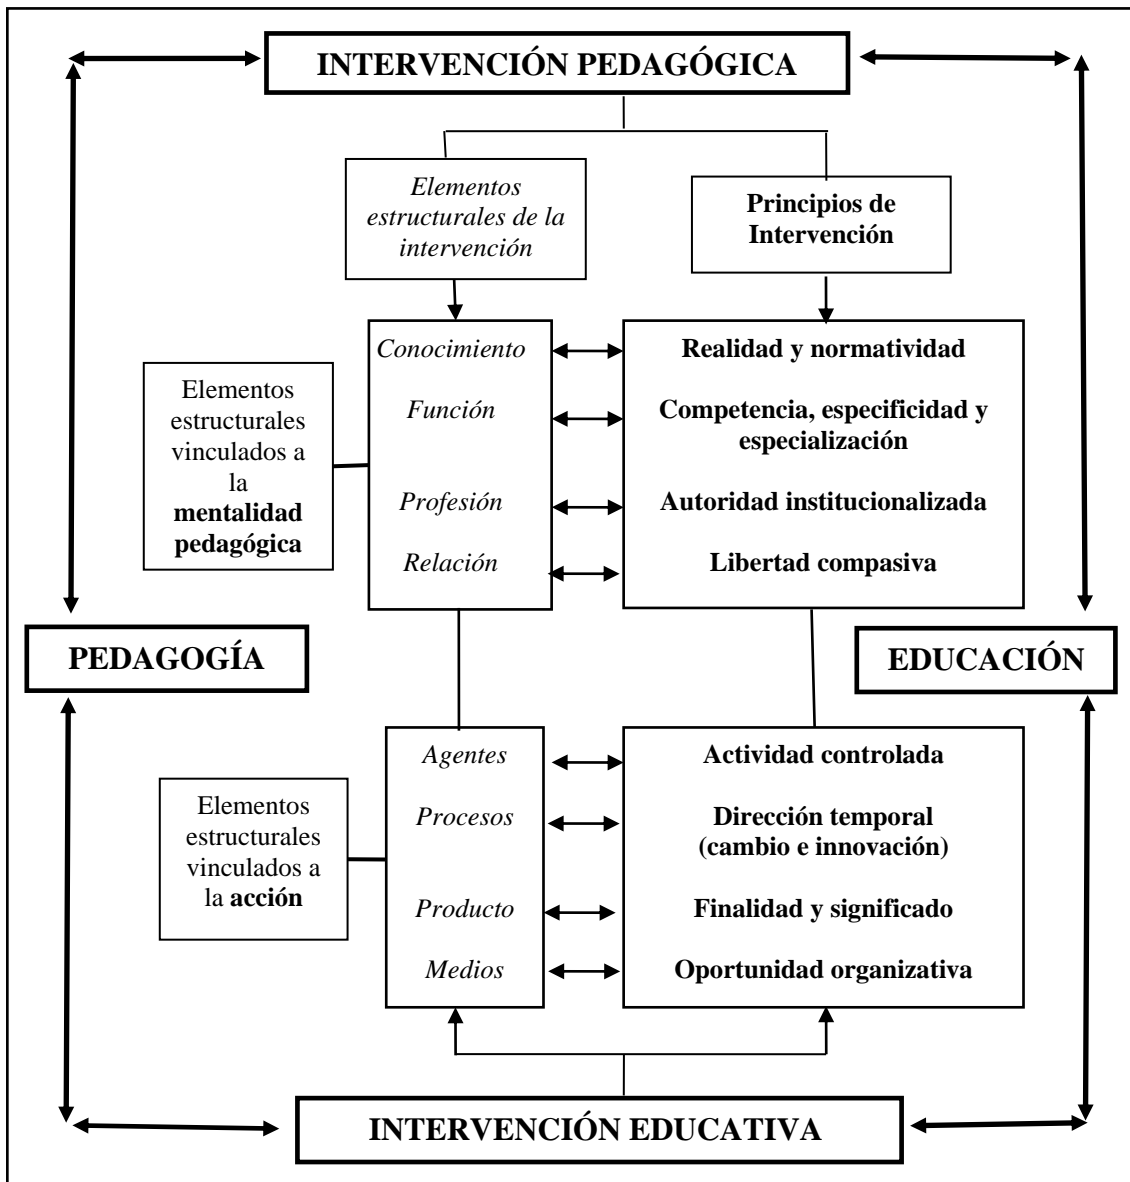 INTERVENCIÓN PEDAGÓGICA
Elementos
estructurales de la
intervención
Principios de
Intervención
Elementos
estructurales
vinculados a
la
mentalidad
pedagógica
Conocimiento
Función
Profesión
Relación
Realidad y normatividad
Competencia, especificidad y
especialización
Autoridad institucionalizada
Libertad compasiva
PEDAGOGÍA
EDUCACIÓN
Elementos
estructurales
vinculados a
la acción
Agentes
Procesos
Producto
Medios
Actividad controlada
Dirección temporal
(cambio e innovación)
Finalidad y significado
Oportunidad organizativa
INTERVENCIÓN EDUCATIVA